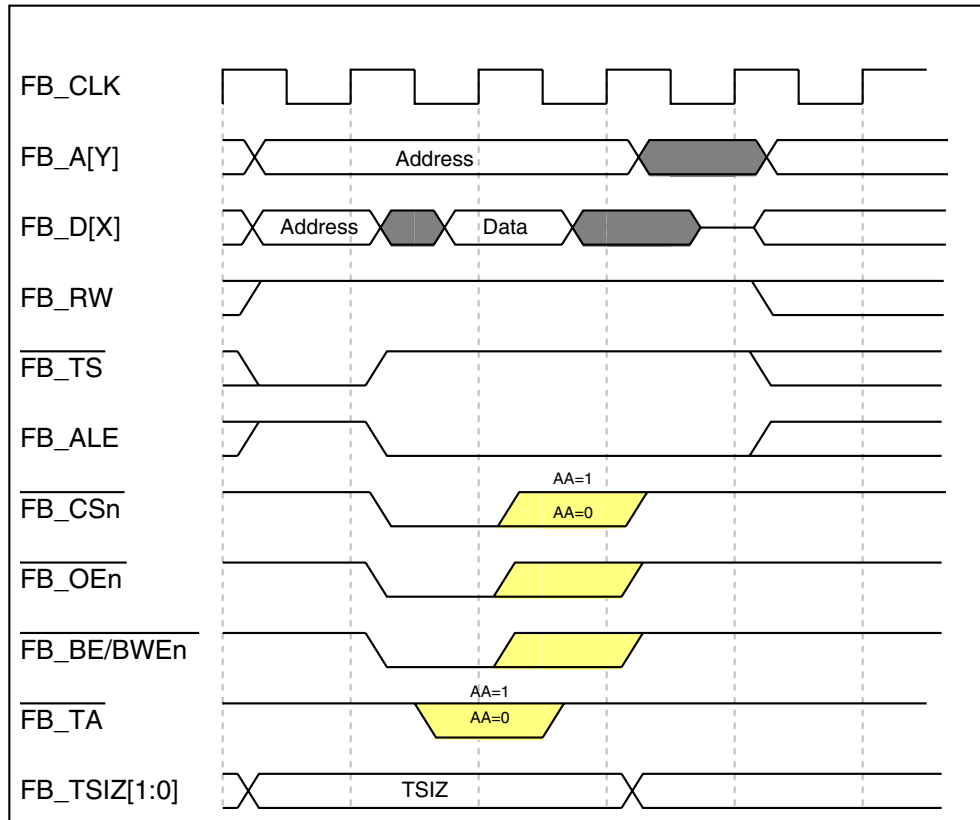 FB_CLK
FB_A[Y]
Address
FB_D[X]
Address
Data
FB_RW
FB_TS
FB_ALE
AA=1
FB_CSn
AA=0
FB_OEn
FB_BE/BWEn
AA=1
FB_TA
AA=0
FB_TSIZ[1:0]
TSIZ